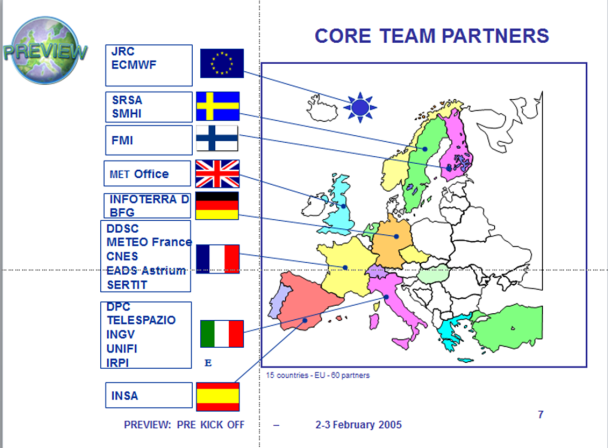 PREVIEW
CORE TEAM PARTNERS
JRC
ECMWF
SRSA
SMHI
FMI
MET Office
INFOTERRA D
BFG
DDSC
METEO France
CNES
EADS Astrium
SERTIT
DPC
TELESPAZIO
INGV
UNIFI
IRPI
E
INSA
15 countries - EU - 60 partners
7
PREVIEW: PRE KICK OFF – 2-3 February 2005